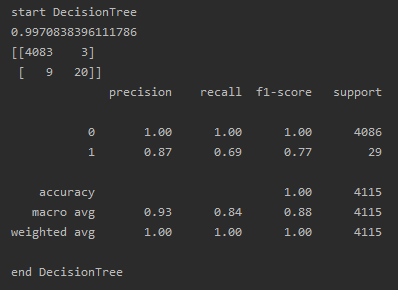 start DecisionTree
0.9970838396111786
[[4083    3]
 [   9   20]]
              precision    recall  f1-score   support

           0       1.00      1.00      1.00      4086
           1       0.87      0.69      0.77        29

    accuracy                           1.00      4115
   macro avg       0.93      0.84      0.88      4115
weighted avg       1.00      1.00      1.00      4115

end DecisionTree